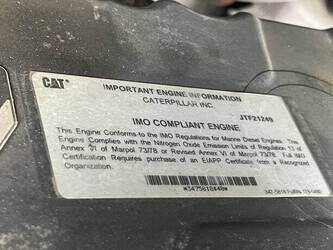 CAT
IMPORTANT ENGINE INFORMATION
CATERPILLAR INC.
JTF21249
IMO COMPLIANT ENGINE
This Engine Conforms to the IMO Regulations for Marine Diesel Engines. This
Engine Complies with the Nitrogen Oxide Emission Limits of Regulation 13 of
Annex VI of Marpol 73/78 or Revised Annex VI of Marpol 73/78. Full IMO
Certification Requires purchase of an EIAPP Certificate from a Recognized
Organization.